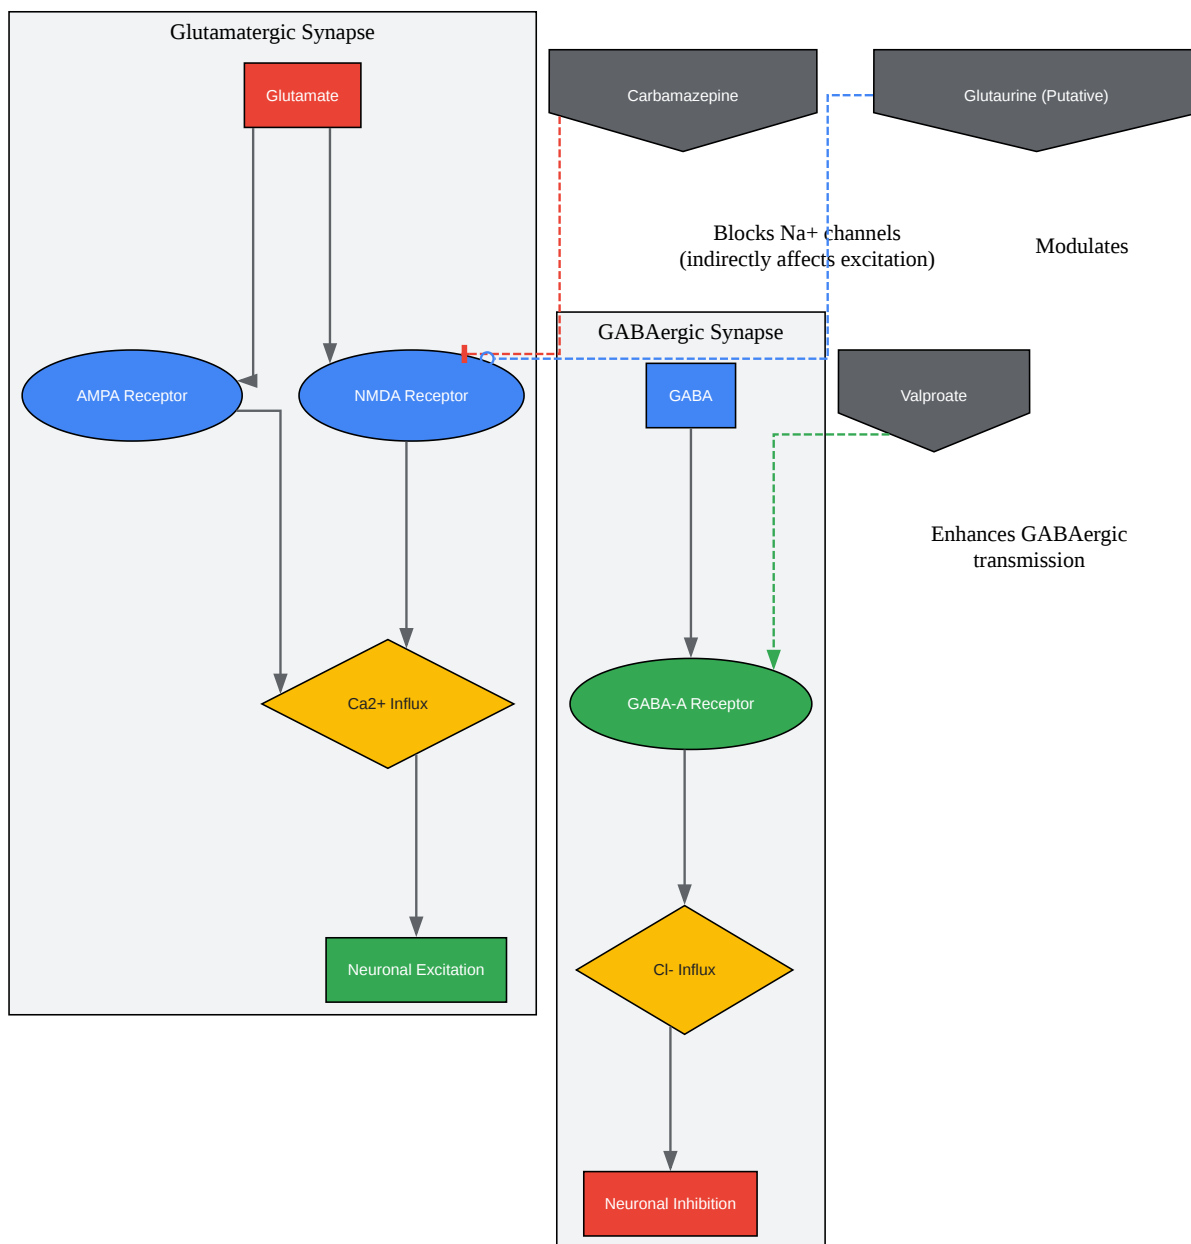 Glutamatergic Synapse
Glutamate
Carbamazepine
Glutaurine (Putative)
Blocks Na+ channels
(indirectly affects excitation)
Modulates
GABAergic Synapse
AMPA Receptor
NMDA Receptor
GABA
Valproate
Enhances GABAergic
transmission
Ca2+ Influx
GABA-A Receptor
Neuronal Excitation
Cl- Influx
Neuronal Inhibition